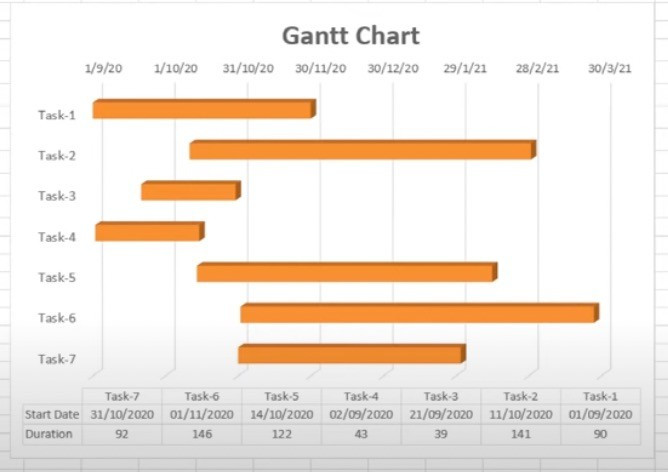 Gantt Chart
1/9/20 1/10/20 31/10/20 30/11/20 30/12/20 29/1/21 28/2/21 30/3/21
Task-1
Task-2
Task-3
Task-4
Task-5
Task-6
Task-7
Task-7 Task-6 Task-5 Task-4 Task-3 Task-2 Task-1
Start Date 31/10/2020 01/11/2020 14/10/2020 02/09/2020 21/09/2020 11/10/2020 01/09/2020
Duration 92 146 122 43 39 141 90